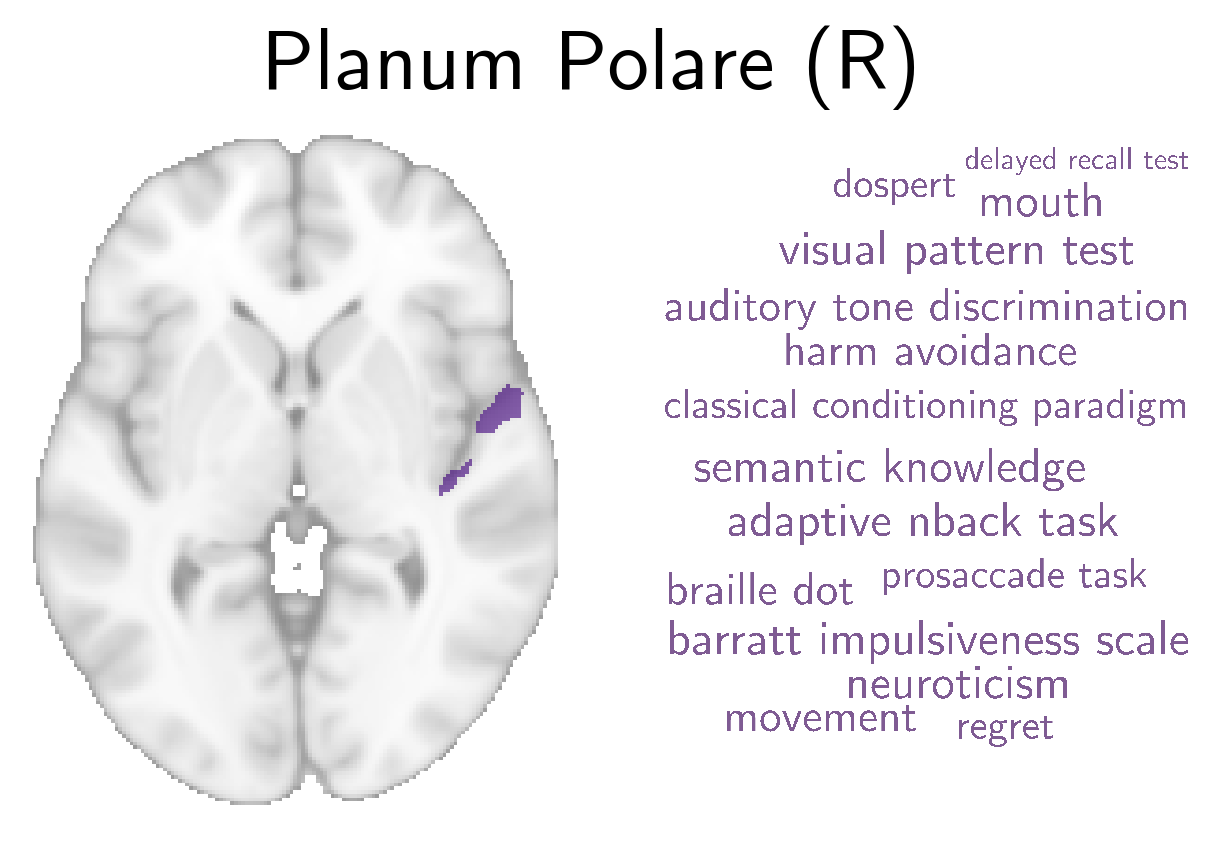 Planum Polare (R)
delayed recall test
dospert
mouth
visual pattern test
auditory tone discrimination
harm avoidance
classical conditioning paradigm
semantic knowledge
adaptive nback task
prosaccade task
braille dot
barratt impulsiveness scale
neuroticism
movement
regret